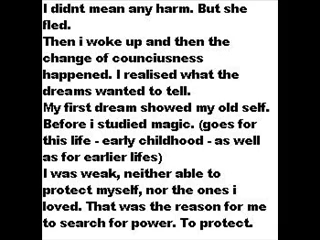 I didnt mean any harm. But she
fled.
Then i woke up and then the
change of counciusness
happened. I realised what the
dreams wanted to tell.
My first dream showed my old self.
Before i studied magic. (goes for
this life - early childhood - as well
as for earlier lifes)
I was weak, neither able to
protect myself, nor the ones i
loved. That was the reason for me
to search for power. To protect.